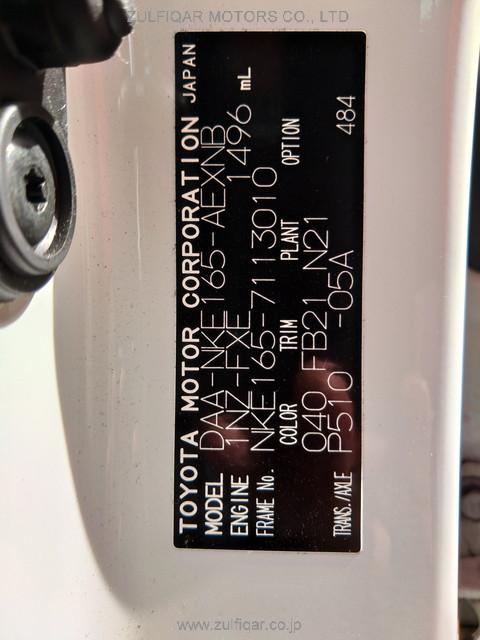 ZULFIQAR MOTORS CO., LTD
TOYOTA MOTOR CORPORATION JAPAN
MODEL DAA-NKE165-AEXNB
ENGINE 1NZ-FXE 1496 mL
FRAME No. NKE165-7113010
COLOR TRIM PLANT OPTION
040 FB21 N21
TRANS./AXLE P510 -05A 484
www.zulfiqar.co.jp